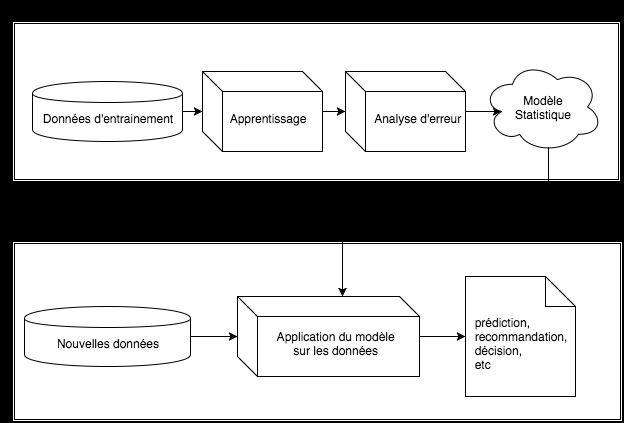 Données d'entrainement
Apprentissage
Analyse d'erreur
Modèle
Statistique
Nouvelles données
Application du modèle
sur les données
prédiction,
recommandation,
décision,
etc